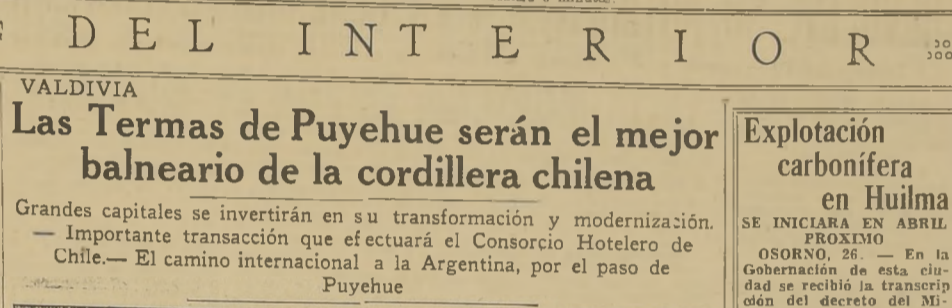 DEL INTERIOR
VALDIVIA
Las Termas de Puyehue serán el mejor
balneario de la cordillera chilena
Grandes capitales se invertirán en su transformación y modernización.
— Importante transacción que efectuará el Consorcio Hotelero de
Chile.— El camino internacional a la Argentina, por el paso de
Puyehue
Explotación
carbonífera
en Huilma
SE INICIARA EN ABRIL
PROXIMO
OSORNO, 26. — En la
Gobernación de esta ciu-
dad se recibió la transcrip-
ción del decreto del Mi-